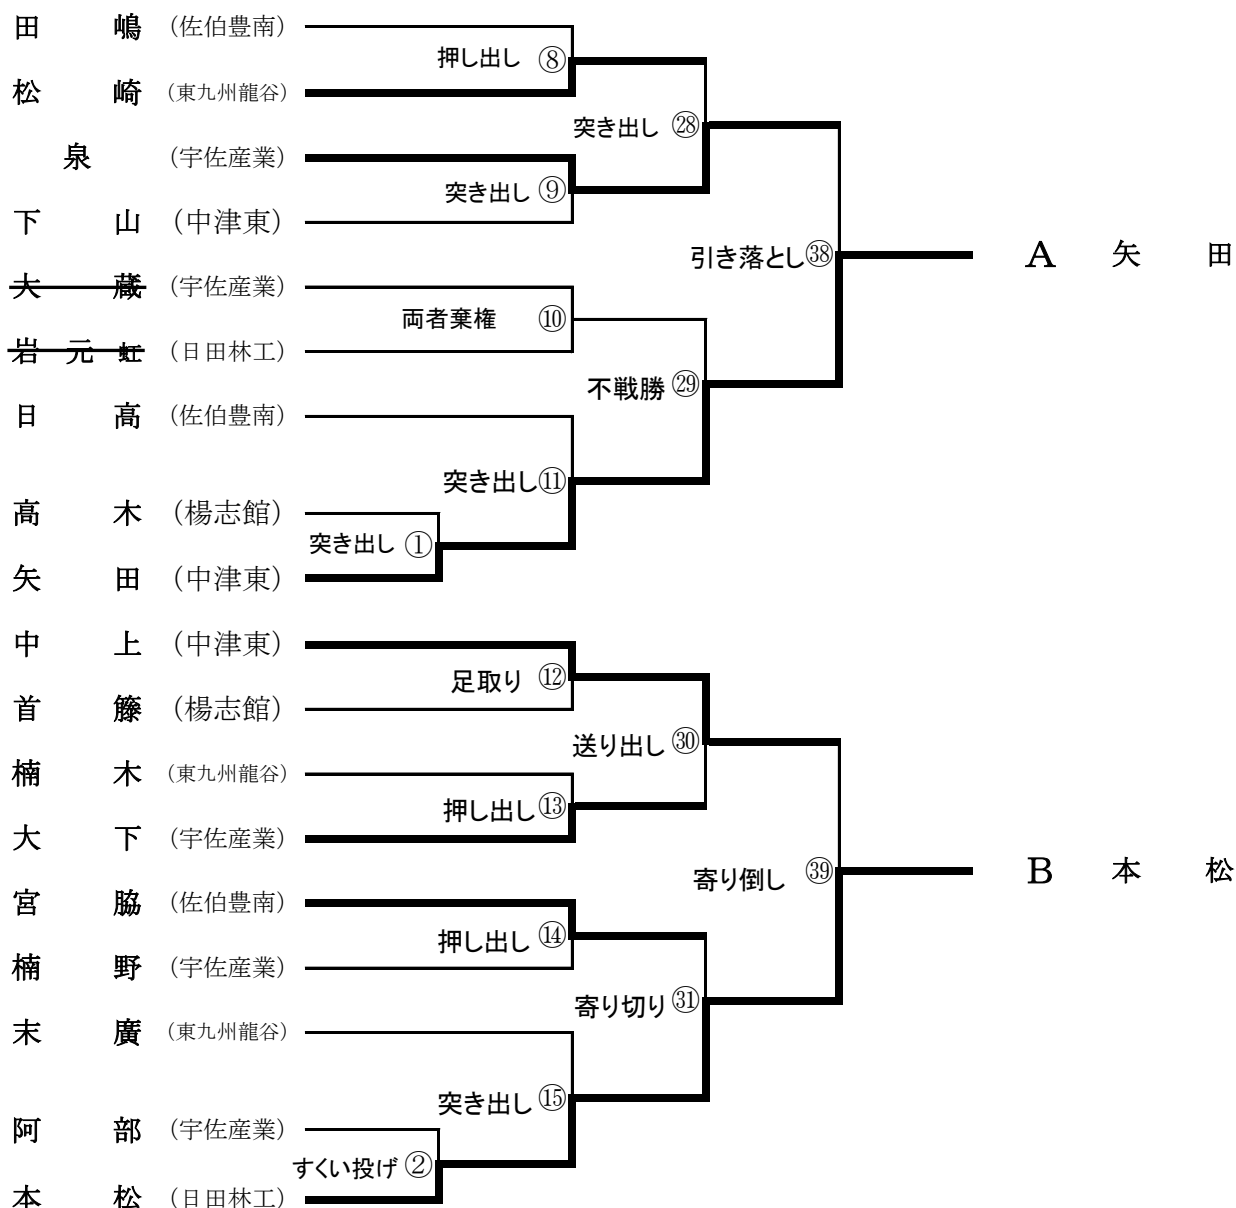 田 嶋 (佐伯豊南)
押し出し ⑧
松 崎 (東九州龍谷)
突き出し ㉘
泉 (宇佐産業)
突き出し ⑨
下 山 (中津東)
引き落とし ㊳ A 矢 田
大 蔵 (宇佐産業)
両者棄権 ⑩
岩 元 虹 (日田林工)
不戦勝 ㉙
日 高 (佐伯豊南)
突き出し ⑪
高 木 (楊志館)
突き出し ①
矢 田 (中津東)
中 上 (中津東)
足取り ⑫
首 籐 (楊志館)
送り出し ㉚
楠 木 (東九州龍谷)
押し出し ⑬
大 下 (宇佐産業)
寄り倒し ㊴ B 本 松
宮 脇 (佐伯豊南)
押し出し ⑭
楠 野 (宇佐産業)
寄り切り ㉛
末 廣 (東九州龍谷)
突き出し ⑮
阿 部 (宇佐産業)
すくい投げ ②
本 松 (日田林工)